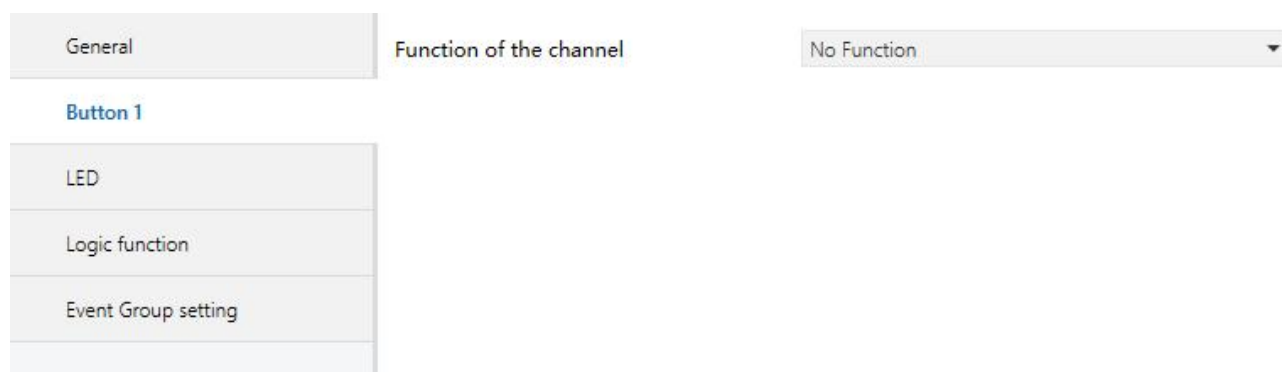 General
Function of the channel
No Function
Button 1
LED
Logic function
Event Group setting